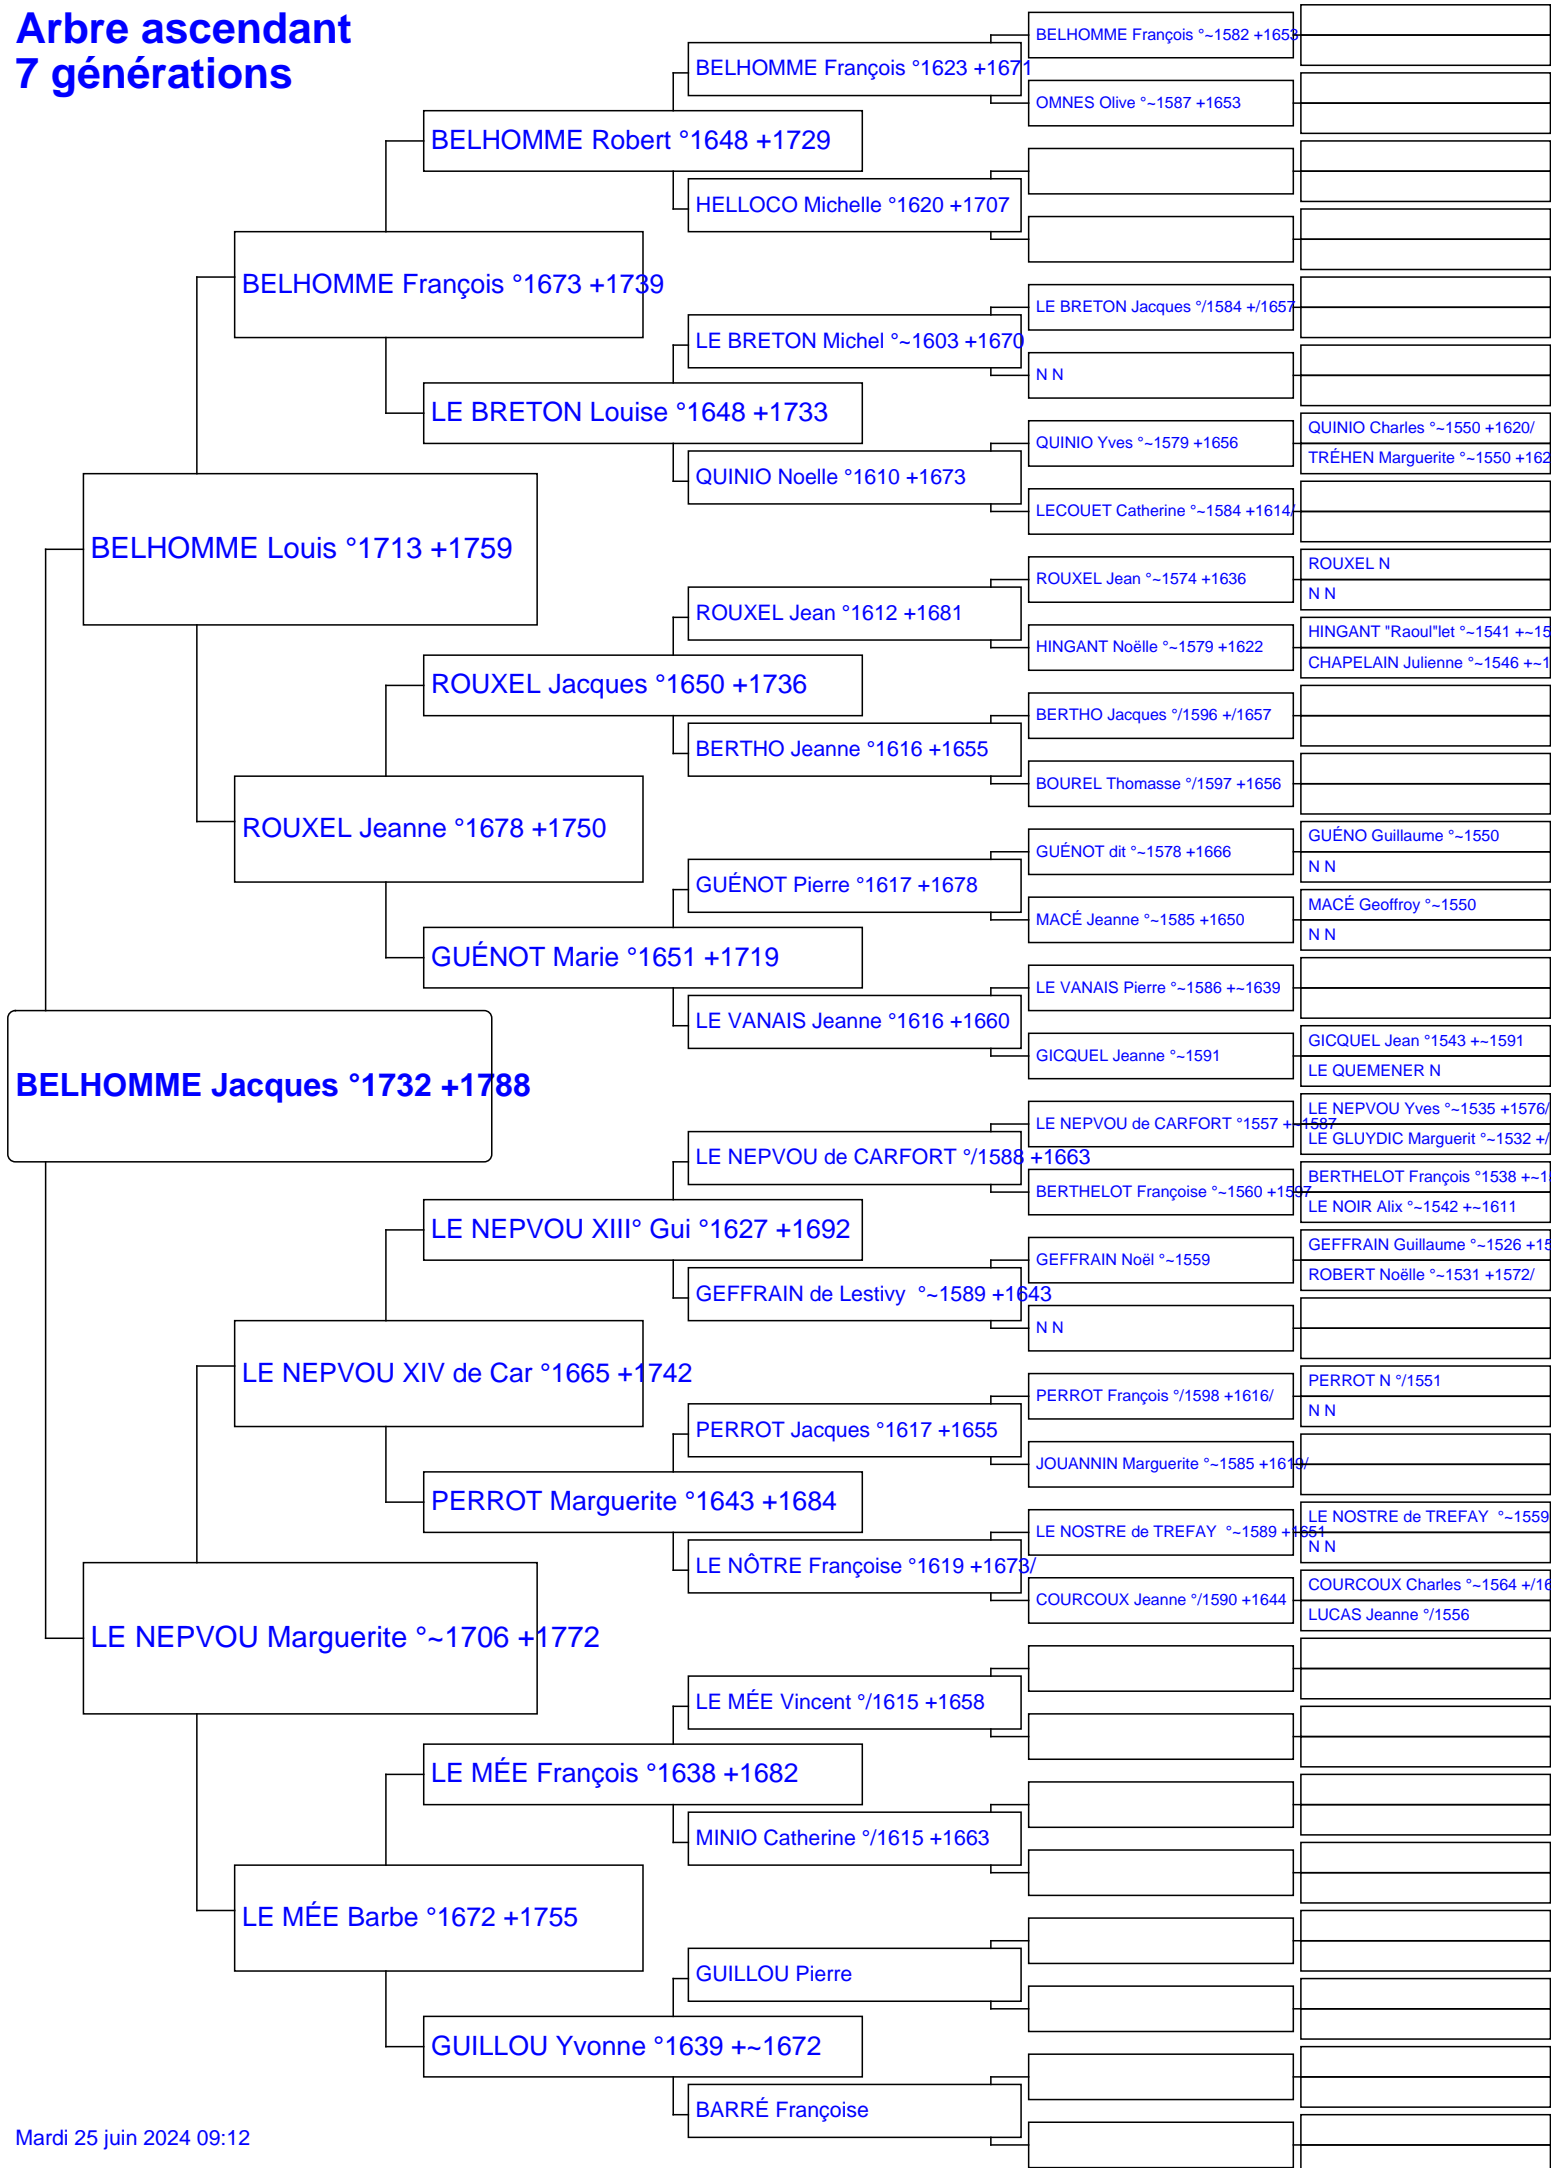 Arbre ascendant
7 générations
BELHOMME François °~1582 +1653
BELHOMME François °1623 +1671
OMNES Olive °~1587 +1653
BELHOMME Robert °1648 +1729
HELLOCO Michelle °1620 +1707
BELHOMME François °1673 +1739
LE BRETON Jacques °/1584 +/1657
LE BRETON Michel °~1603 +1670
N N
LE BRETON Louise °1648 +1733
QUINIO Charles °~1550 +1620/
QUINIO Yves °~1579 +1656
TRÉHEN Marguerite °~1550 +162
QUINIO Noelle °1610 +1673
LECOUET Catherine °~1584 +1614/
BELHOMME Louis °1713 +1759
ROUXEL N
ROUXEL Jean °~1574 +1636
N N
ROUXEL Jean °1612 +1681
HINGANT "Raoul"let °~1541 +~15
HINGANT Noëlle °~1579 +1622
CHAPELAIN Julienne °~1546 +~1
ROUXEL Jacques °1650 +1736
BERTHO Jacques °/1596 +/1657
BERTHO Jeanne °1616 +1655
BOUREL Thomasse °/1597 +1656
ROUXEL Jeanne °1678 +1750
GUÉNO Guillaume °~1550
GUÉNOT dit °~1578 +1666
N N
GUÉNOT Pierre °1617 +1678
MACÉ Geoffroy °~1550
MACÉ Jeanne °~1585 +1650
N N
GUÉNOT Marie °1651 +1719
LE VANAIS Pierre °~1586 +~1639
LE VANAIS Jeanne °1616 +1660
GICQUEL Jean °1543 +~1591
GICQUEL Jeanne °~1591
LE QUEMENER N
BELHOMME Jacques °1732 +1788
LE NEPVOU Yves °~1535 +1576/
LE NEPVOU de CARFORT °1557 +~1587
LE GLUYDIC Marguerit °~1532 +/
LE NEPVOU de CARFORT °/1588 +1663
BERTHELOT François °1538 +~1
BERTHELOT Françoise °~1560 +1597
LE NOIR Alix °~1542 +~1611
LE NEPVOU XIII° Gui °1627 +1692
GEFFRAIN Guillaume °~1526 +15
GEFFRAIN Noël °~1559
ROBERT Noëlle °~1531 +1572/
GEFFRAIN de Lestivy °~1589 +1643
N N
LE NEPVOU XIV de Car °1665 +1742
PERROT N °/1551
PERROT François °/1598 +1616/
N N
PERROT Jacques °1617 +1655
JOUANNIN Marguerite °~1585 +1619/
PERROT Marguerite °1643 +1684
LE NOSTRE de TREFAY °~1559
LE NOSTRE de TREFAY °~1589 +1651
N N
LE NÔTRE Françoise °1619 +1673/
COURCOUX Charles °~1564 +/16
COURCOUX Jeanne °/1590 +1644
LUCAS Jeanne °/1556
LE NEPVOU Marguerite °~1706 +1772
LE MÉE Vincent °/1615 +1658
LE MÉE François °1638 +1682
MINIO Catherine °/1615 +1663
LE MÉE Barbe °1672 +1755
GUILLOU Pierre
GUILLOU Yvonne °1639 +~1672
BARRÉ Françoise
Mardi 25 juin 2024 09:12